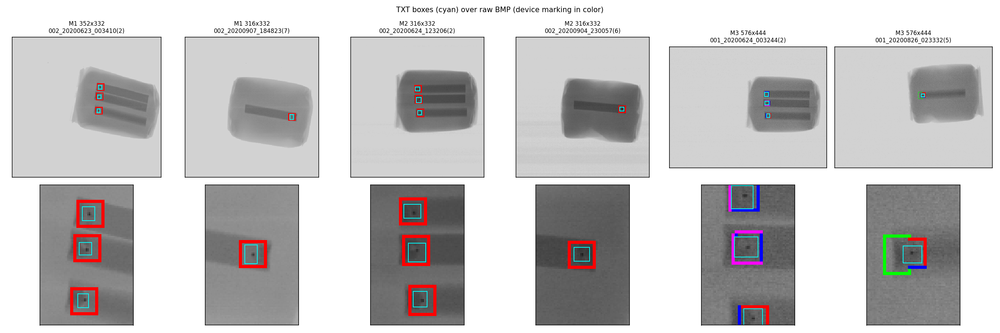 TXT boxes (cyan) over raw BMP (device marking in color)
M1 352x332
002_20200623_003410(2)
M1 316x332
002_20200907_184823(7)
M2 316x332
002_20200624_123206(2)
M2 316x332
002_20200904_230057(6)
M3 576x444
001_20200624_003244(2)
M3 576x444
001_20200826_023332(5)